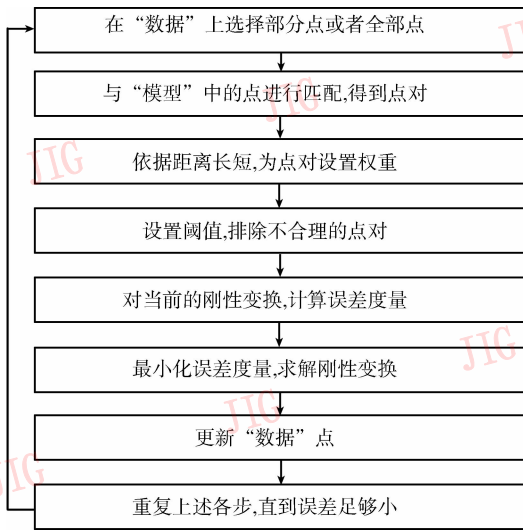 在“数据”上选择部分点或者全部点
与“模型”中的点进行匹配,得到点对
依据距离长短,为点对设置权重
设置阈值,排除不合理的点对
对当前的刚性变换,计算误差度量
最小化误差度量,求解刚性变换
更新“数据”点
重复上述各步,直到误差足够小
JIG
JIG
JIG
JIG